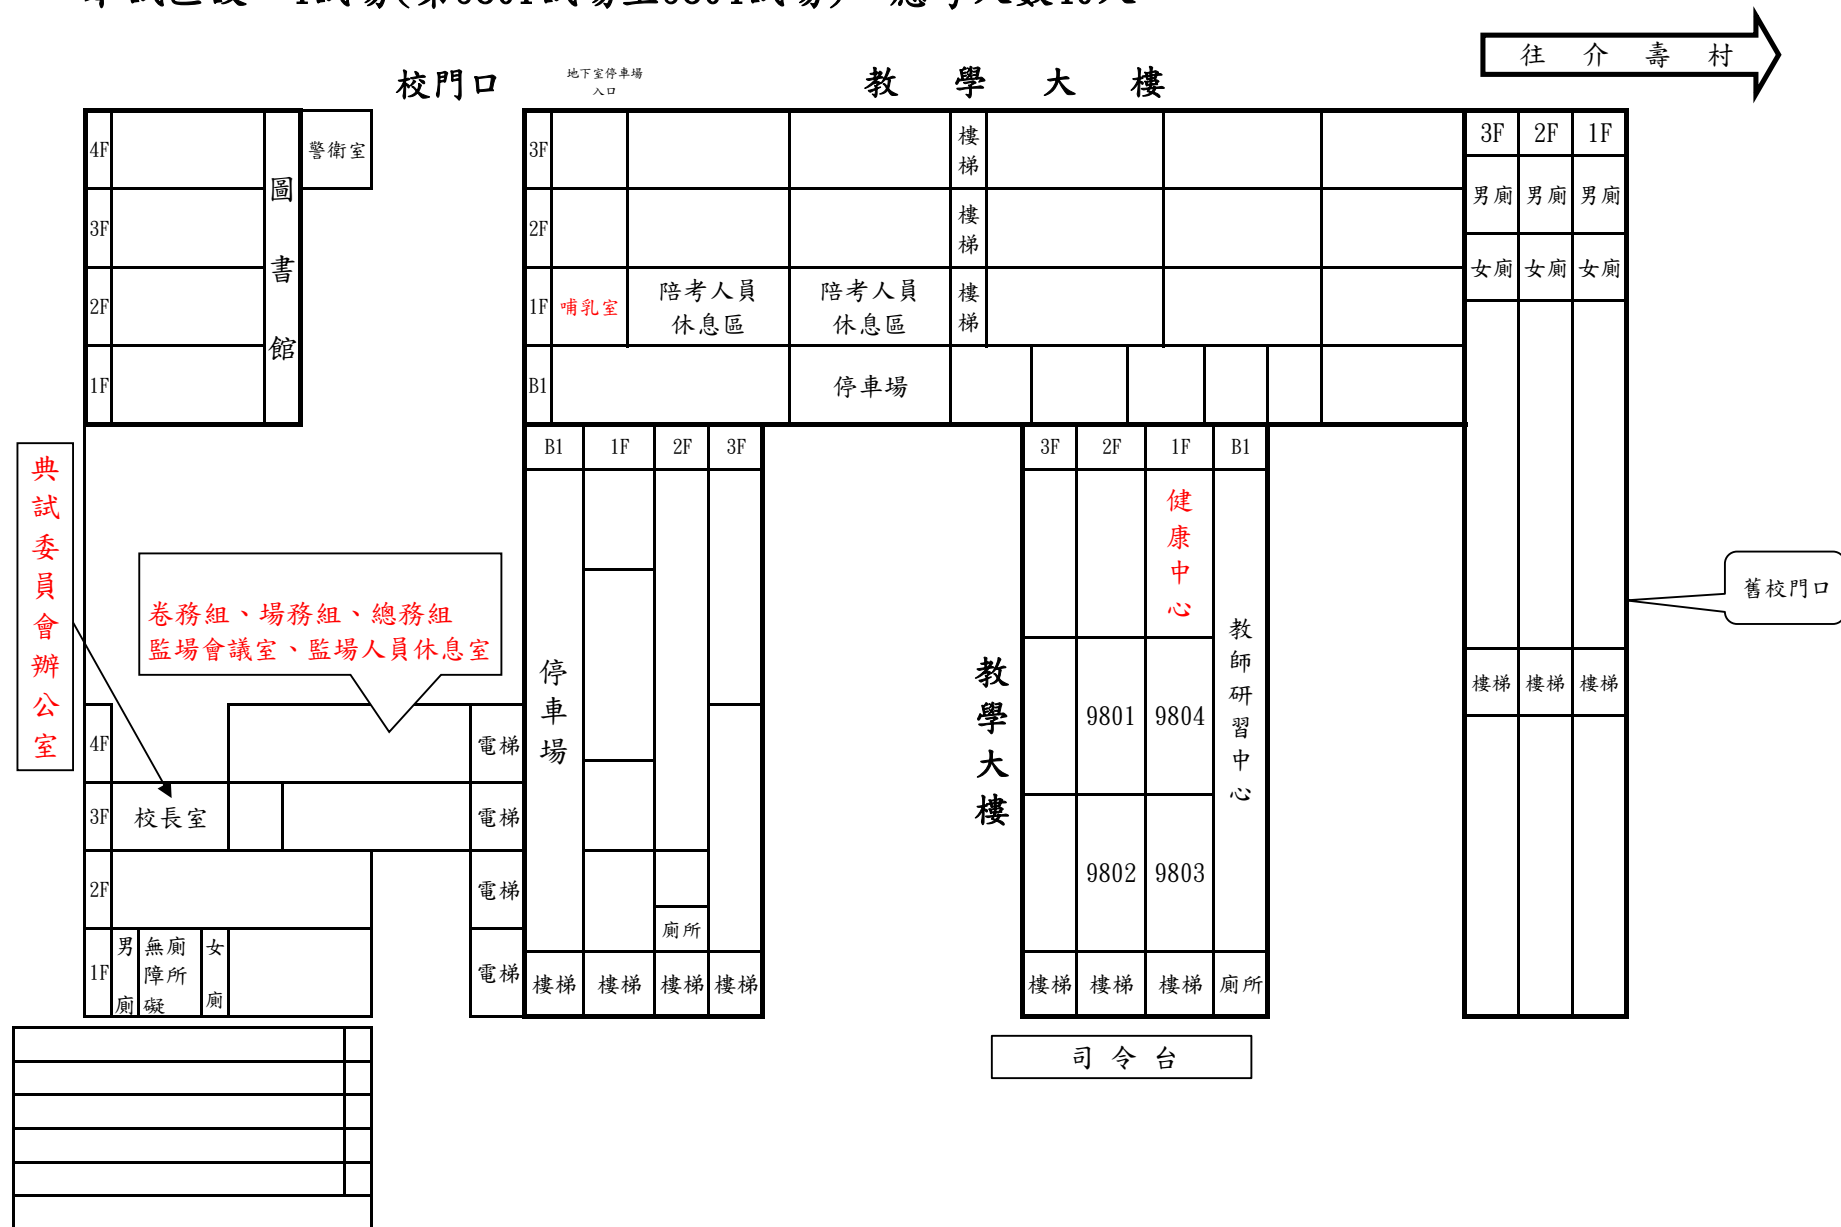 往介壽村
校門口
地下室停車場
入口
教學大樓
4F
3F
2F
1F
圖書館
警衛室
3F
樓梯
2F
樓梯
1F
哺乳室
陪考人員
休息區
陪考人員
休息區
樓梯
B1
停車場
3F 2F 1F
男廁 男廁 男廁
女廁 女廁 女廁
樓梯 樓梯 樓梯
舊校門口
典試委員會辦公室
卷務組、場務組、總務組
監場會議室、監場人員休息室
4F
電梯
3F
校長室
電梯
2F
電梯
1F
男廁
無障礙
廁所
女廁
電梯
B1 1F 2F 3F
停車場
廁所
樓梯 樓梯 樓梯 樓梯
教學大樓
3F 2F 1F B1
健康中心
教師研習中心
9801 9804
9802 9803
樓梯 樓梯 樓梯 廁所
司令台